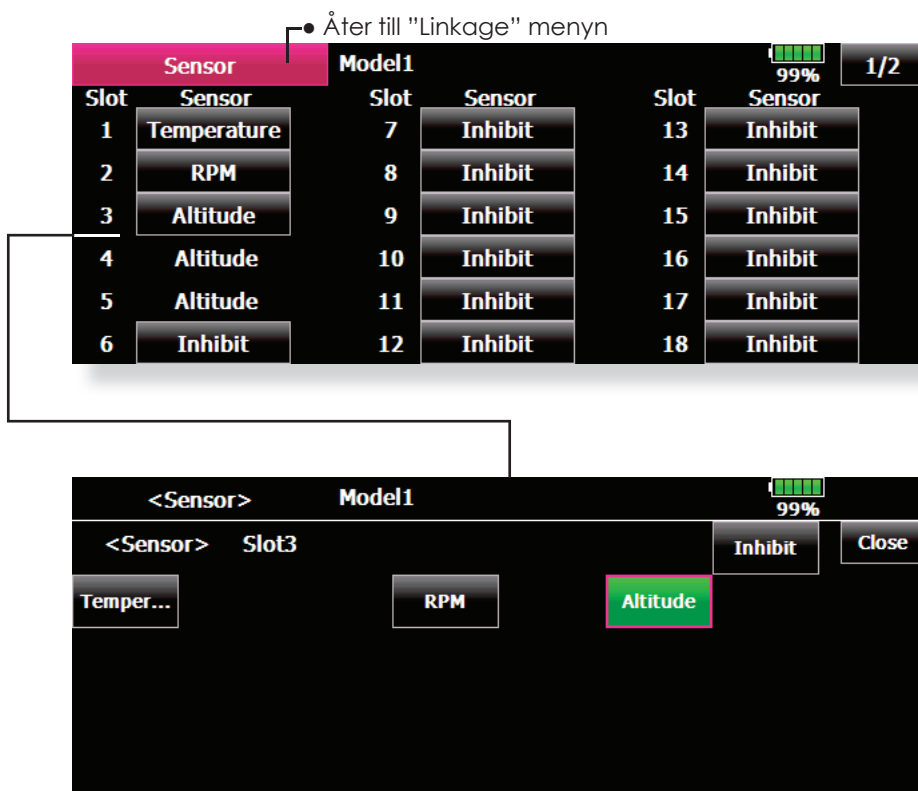 ● Åter till ”Linkage” menyn
Sensor Model1 99% 1/2
Slot Sensor Slot Sensor Slot Sensor
1 Temperature 7 Inhibit 13 Inhibit
2 RPM 8 Inhibit 14 Inhibit
3 Altitude 9 Inhibit 15 Inhibit
4 Altitude 10 Inhibit 16 Inhibit
5 Altitude 11 Inhibit 17 Inhibit
6 Inhibit 12 Inhibit 18 Inhibit
<Sensor> Model1 99%
<Sensor> Slot3 Inhibit Close
Temper... RPM Altitude